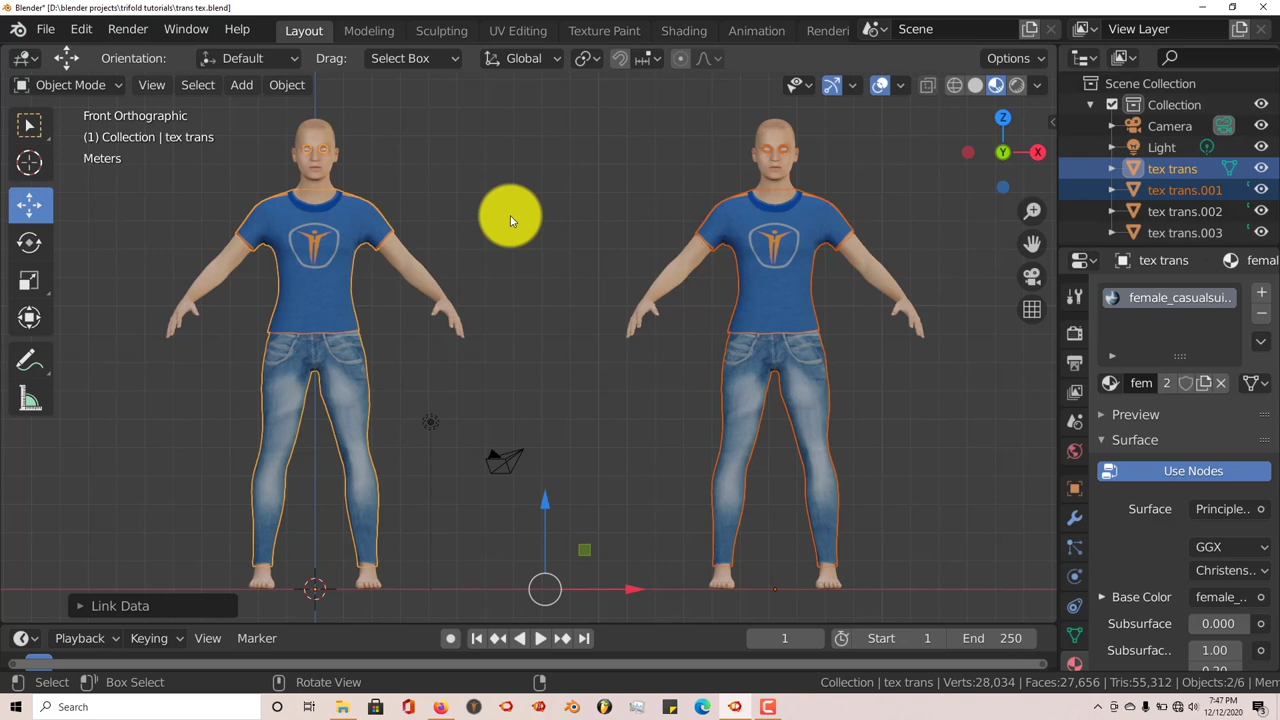 Blender* [D:\blender projects\trifold tutorials\trans tex.blend]
File Edit Render Window Help Layout Modeling Sculpting UV Editing Texture Paint Shading Animation Renderi Scene View Layer
Orientation: Default Drag: Select Box Global Options
Object Mode View Select Add Object
Scene Collection
Collection
Camera
Light
tex trans
tex trans.001
tex trans.002
tex trans.003
Front Orthographic
(1) Collection | tex trans
Meters
Z
Y
X
tex trans femal
female_casualsui..
fem 2
Preview
Surface
Use Nodes
Surface Principle..
GGX
Christens..
Base Color female_..
Subsurface 0.000
Subsurfac.. 1.00
Link Data
Playback Keying View Marker 1 Start 1 End 250
Select Box Select Rotate View Collection | tex trans | Verts:28,034 | Faces:27,656 | Tris:55,312 | Objects:2/6 | Mem
Search
7:47 PM
12/12/2020